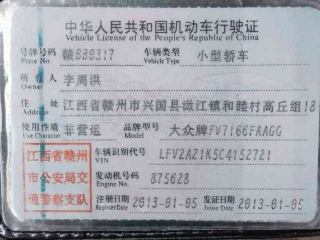 中华人民共和国机动车行驶证
Vehicle License of the People's Republic of China
号牌号码 赣BBB317 车辆类型 小型轿车
Plate No. Vehicle Type
所有人 李周洪
Owner
住址 江西省赣州市兴国县潋江镇和睦村高丘组18
Address
使用性质 非营运 品牌型号 大众牌FV7166FAAGG
Use Character Model
江西省赣州市公安局交通警察支队
车辆识别代号 LFV2A21K5C4152721
VIN
发动机号码 875628
Engine No.
注册日期 2013-01-05 发证日期 2013-01-05
Register Date Issue Date